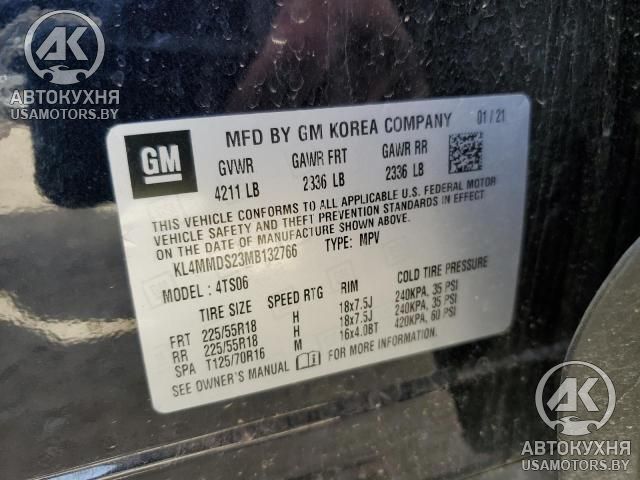 AK
АВТОКУХНЯ
USAMOTORS.BY
GM
MFD BY GM KOREA COMPANY 01/21
GVWR GAWR FRT GAWR RR
4211 LB 2336 LB 2336 LB
THIS VEHICLE CONFORMS TO ALL APPLICABLE U.S. FEDERAL MOTOR
VEHICLE SAFETY AND THEFT PREVENTION STANDARDS IN EFFECT
ON THE DATE OF MANUFACTURE SHOWN ABOVE.
KL4MMDS23MB132766 TYPE: MPV
MODEL: 4TS06
TIRE SIZE SPEED RTG RIM COLD TIRE PRESSURE
FRT 225/55R18 H 18x7.5J 240KPA, 35 PSI
RR 225/55R18 H 18x7.5J 240KPA, 35 PSI
SPA T125/70R16 M 16x4.0BT 420KPA, 60 PSI
SEE OWNER'S MANUAL FOR MORE INFORMATION.
AK
АВТОКУХНЯ
USAMOTORS.BY